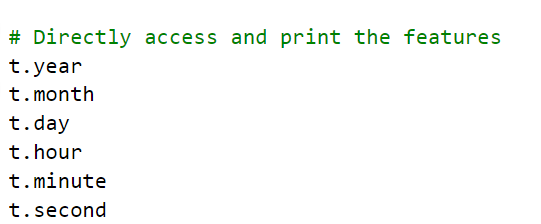 # Directly access and print the features
t.year
t.month
t.day
t.hour
t.minute
t.second